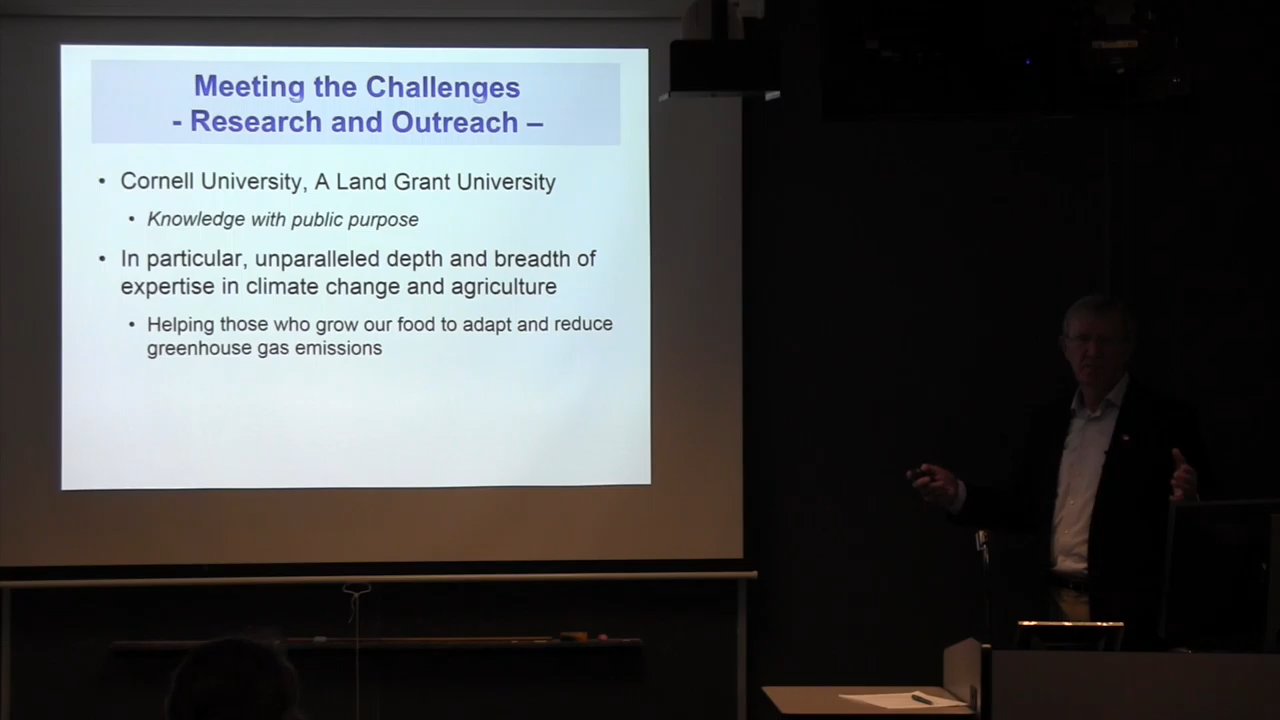 Meeting the Challenges
- Research and Outreach –
• Cornell University, A Land Grant University
• Knowledge with public purpose
• In particular, unparalleled depth and breadth of
expertise in climate change and agriculture
• Helping those who grow our food to adapt and reduce
greenhouse gas emissions